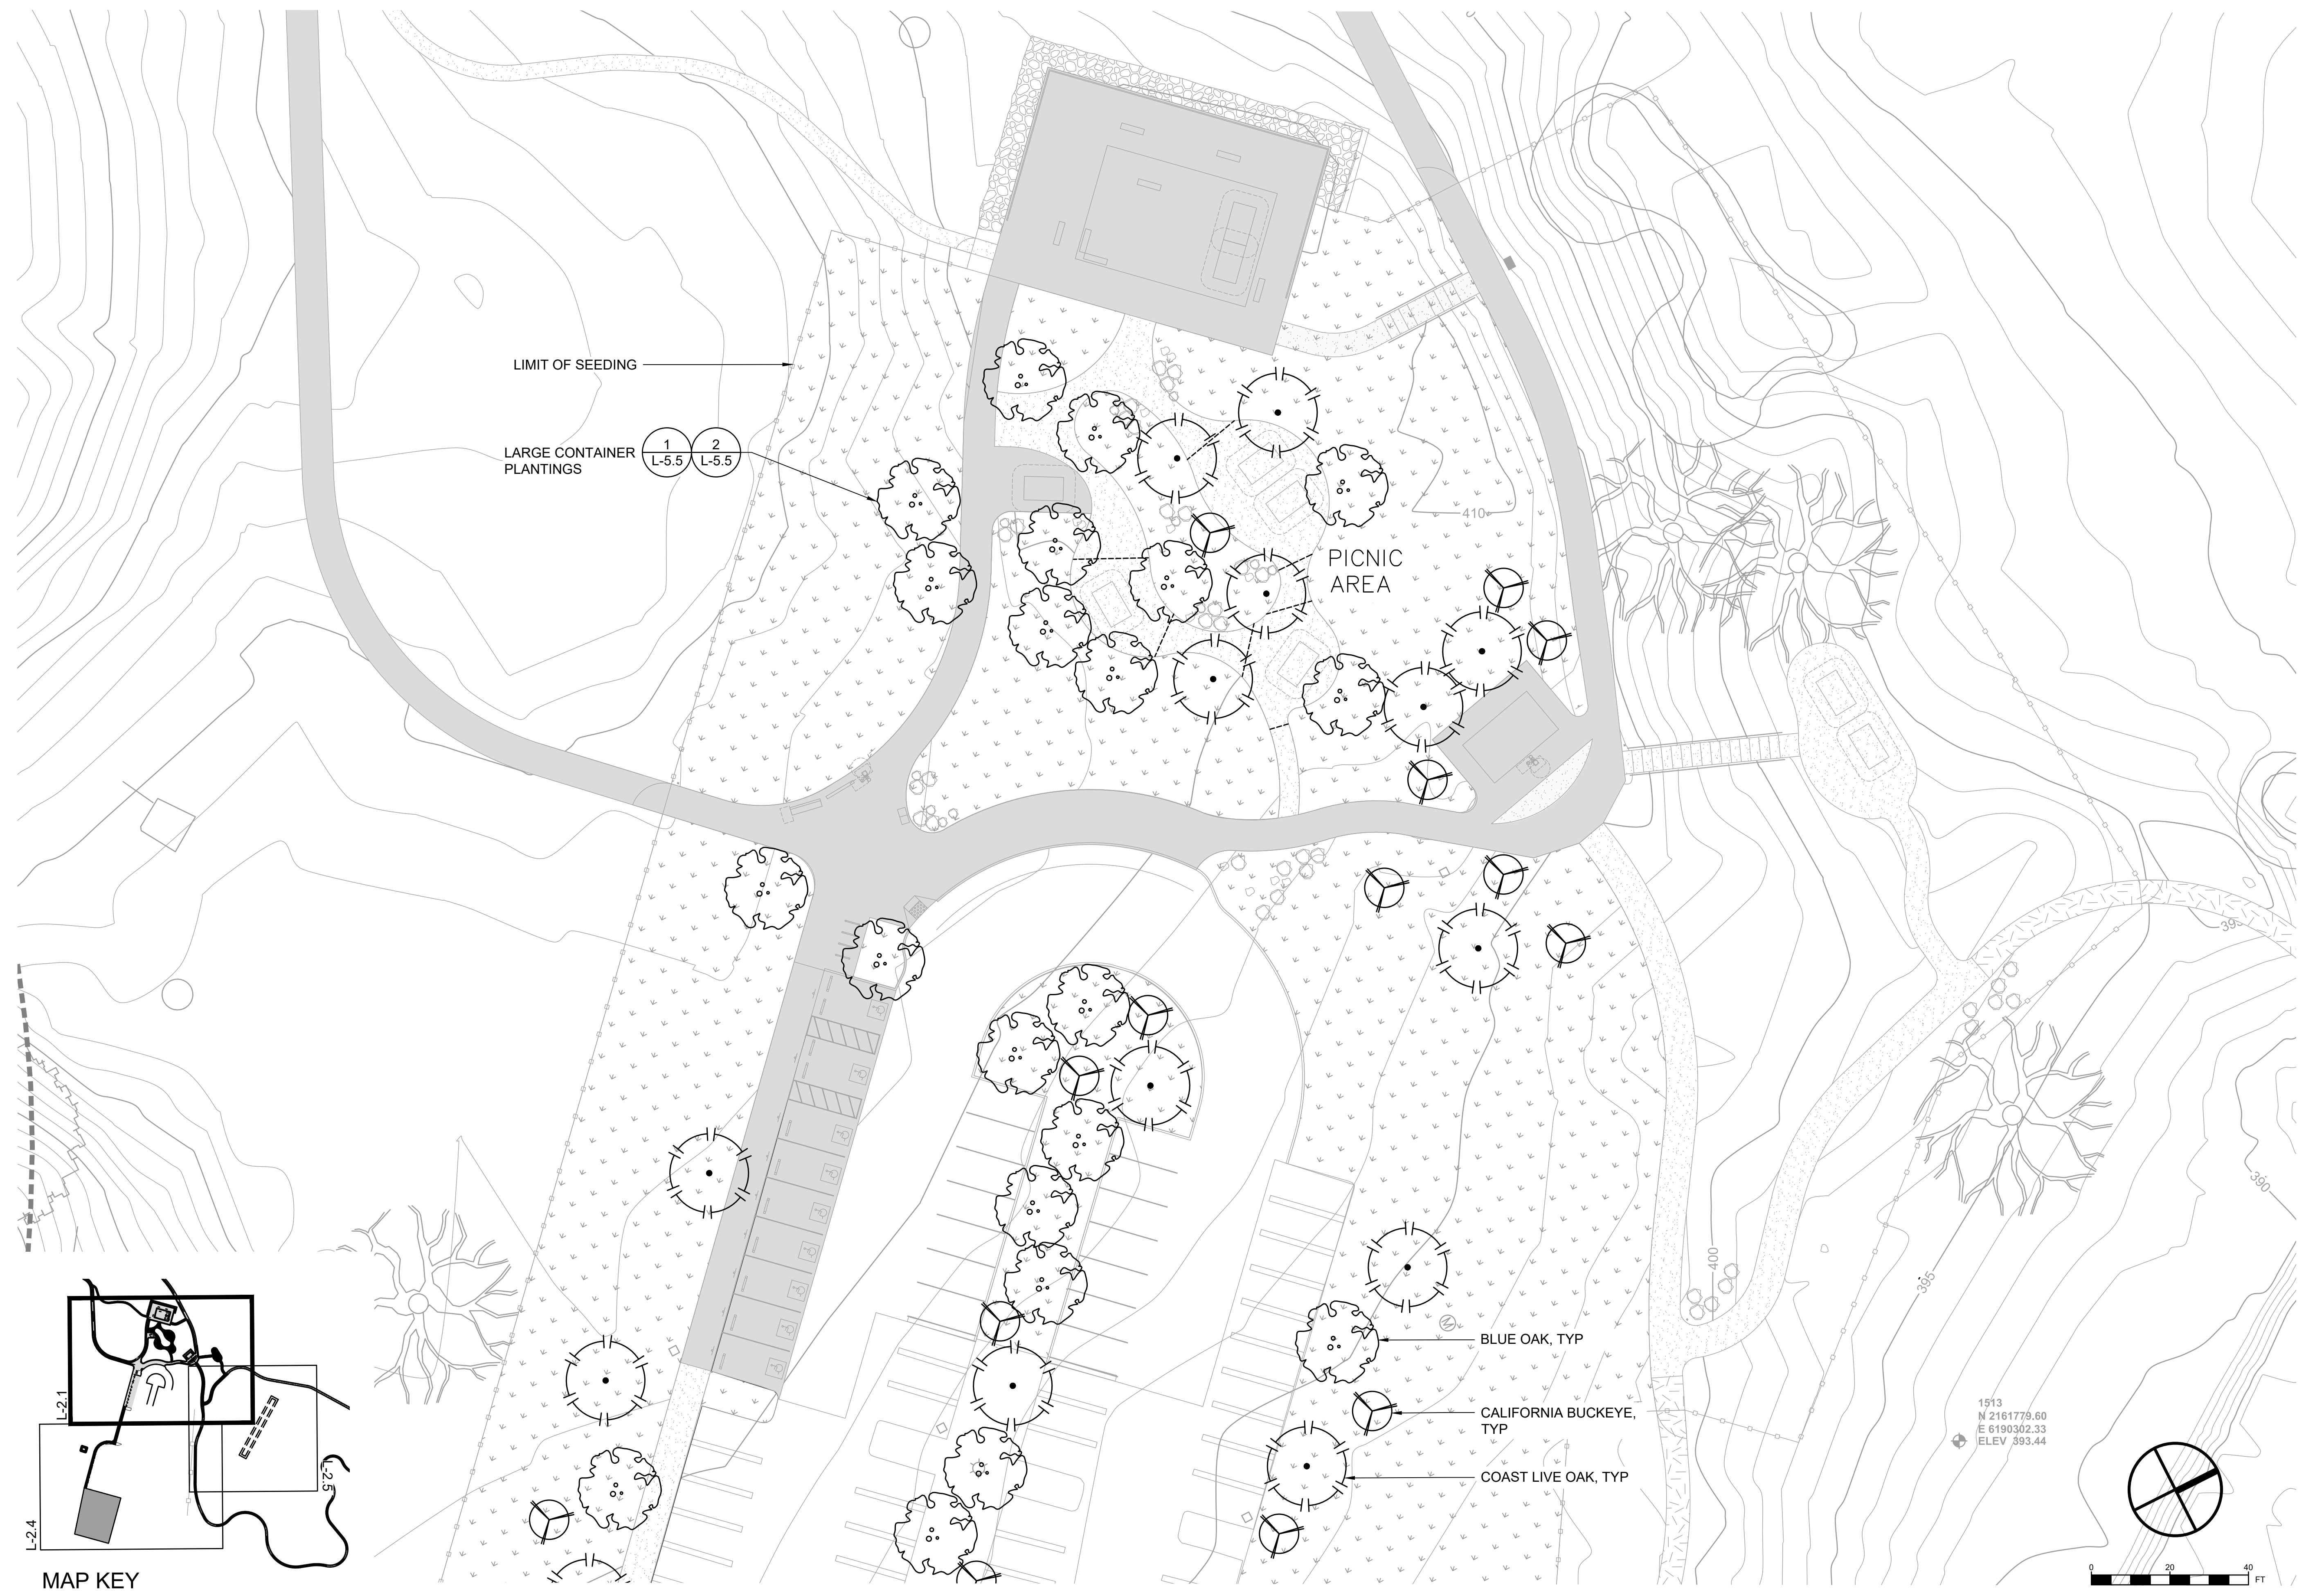 LIMIT OF SEEDING
LARGE CONTAINER
PLANTINGS
1
L-5.5
2
L-5.5
410
PICNIC
AREA
390
400
395
BLUE OAK, TYP
CALIFORNIA BUCKEYE,
TYP
COAST LIVE OAK, TYP
1513
N 2161779.60
E 6190302.33
ELEV 393.44
L-2.1
L-2.5
L-2.4
MAP KEY
0 20 40
FT